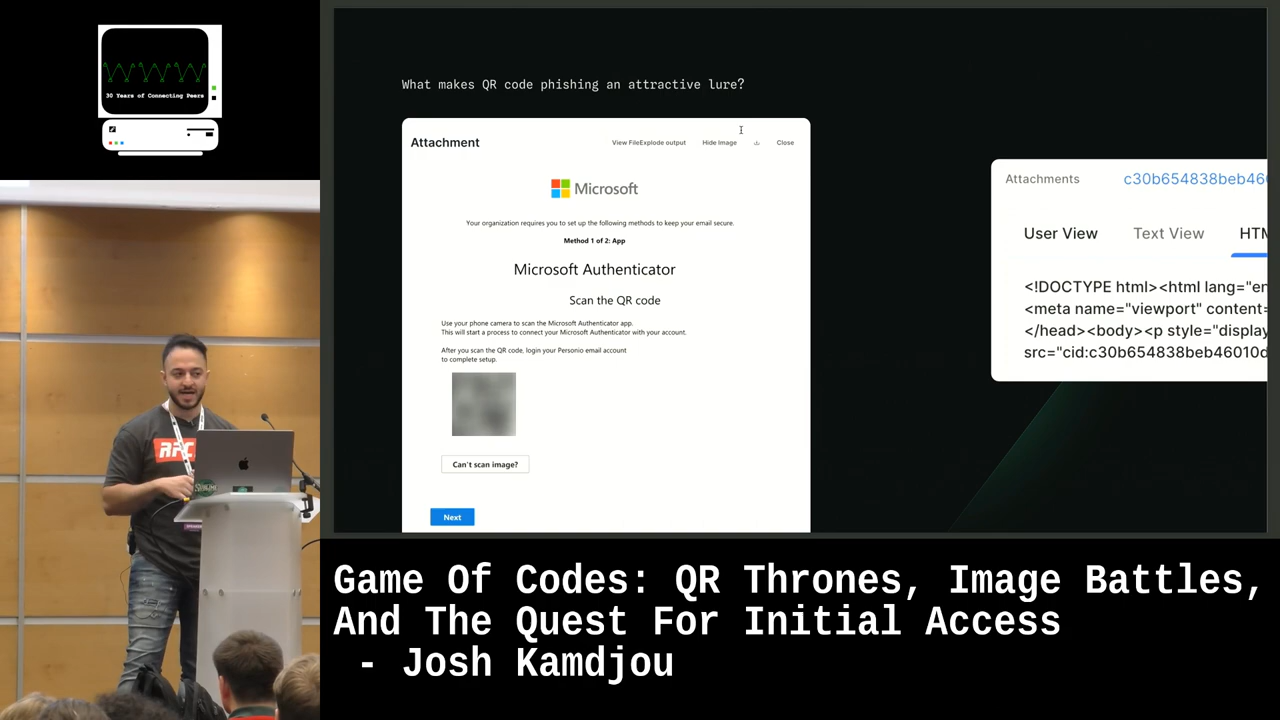 30 Years of Connecting Peers
What makes QR code phishing an attractive lure?
Attachment
View FileExplode output
Hide Image
Close
Microsoft
Your organization requires you to set up the following methods to keep your email secure.
Method 1 of 2: App
Microsoft Authenticator
Scan the QR code
Use your phone camera to scan the Microsoft Authenticator app.
This will start a process to connect your Microsoft Authenticator with your account.
After you scan the QR code, login your Personio email account
to complete setup.
Can't scan image?
Next
Attachments c30b654838beb46
User View Text View HTM
<!DOCTYPE html><html lang="en
<meta name="viewport" content=
</head><body><p style="display
src="cid:c30b654838beb46010d
RFC
Game Of Codes: QR Thrones, Image Battles,
And The Quest For Initial Access
- Josh Kamdjou